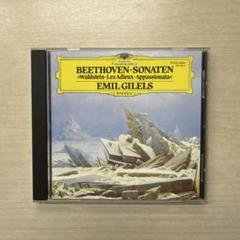 BEETHOVEN·SONATEN
»Waldstein·Les Adieux·Appassionata«
EMIL GILELS